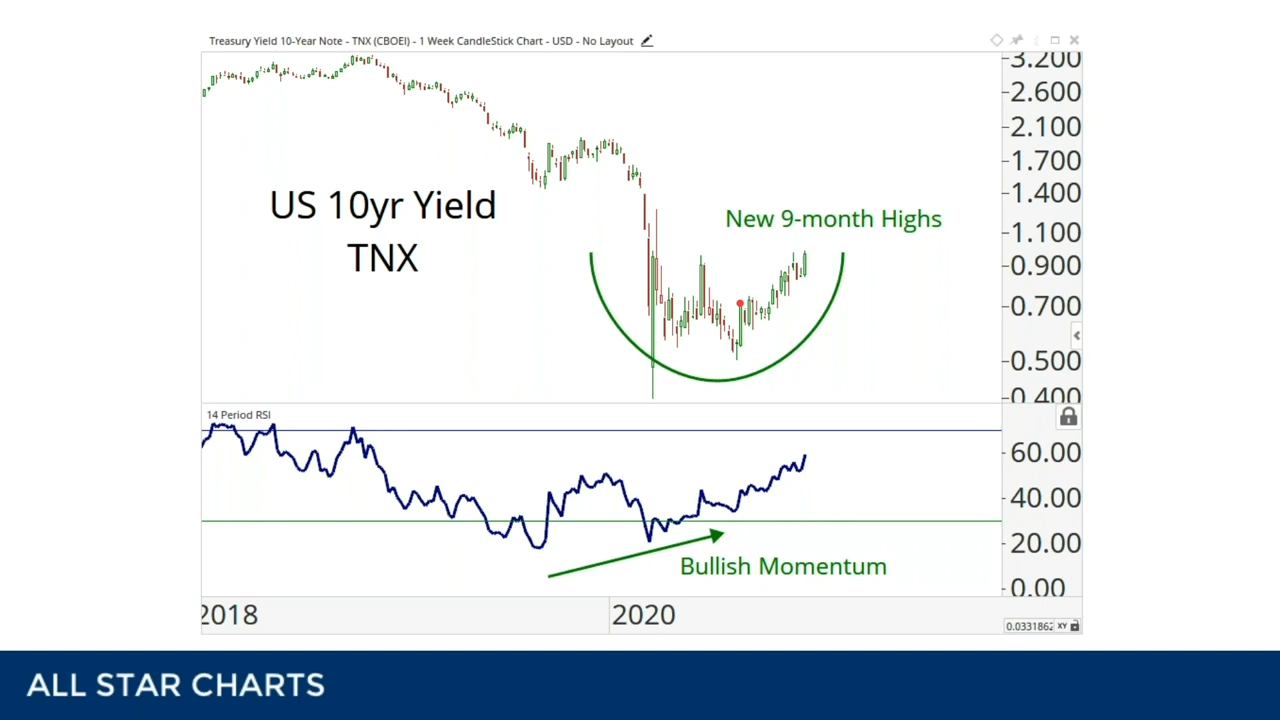 Treasury Yield 10-Year Note - TNX (CBOEI) - 1 Week CandleStick Chart - USD - No Layout
3.200
2.600
2.100
1.700
1.400
1.100
0.900
0.700
0.500
0.400
US 10yr Yield
TNX
New 9-month Highs
14 Period RSI
60.00
40.00
20.00
0.00
Bullish Momentum
2018
2020
0.0331862 XY
ALL STAR CHARTS